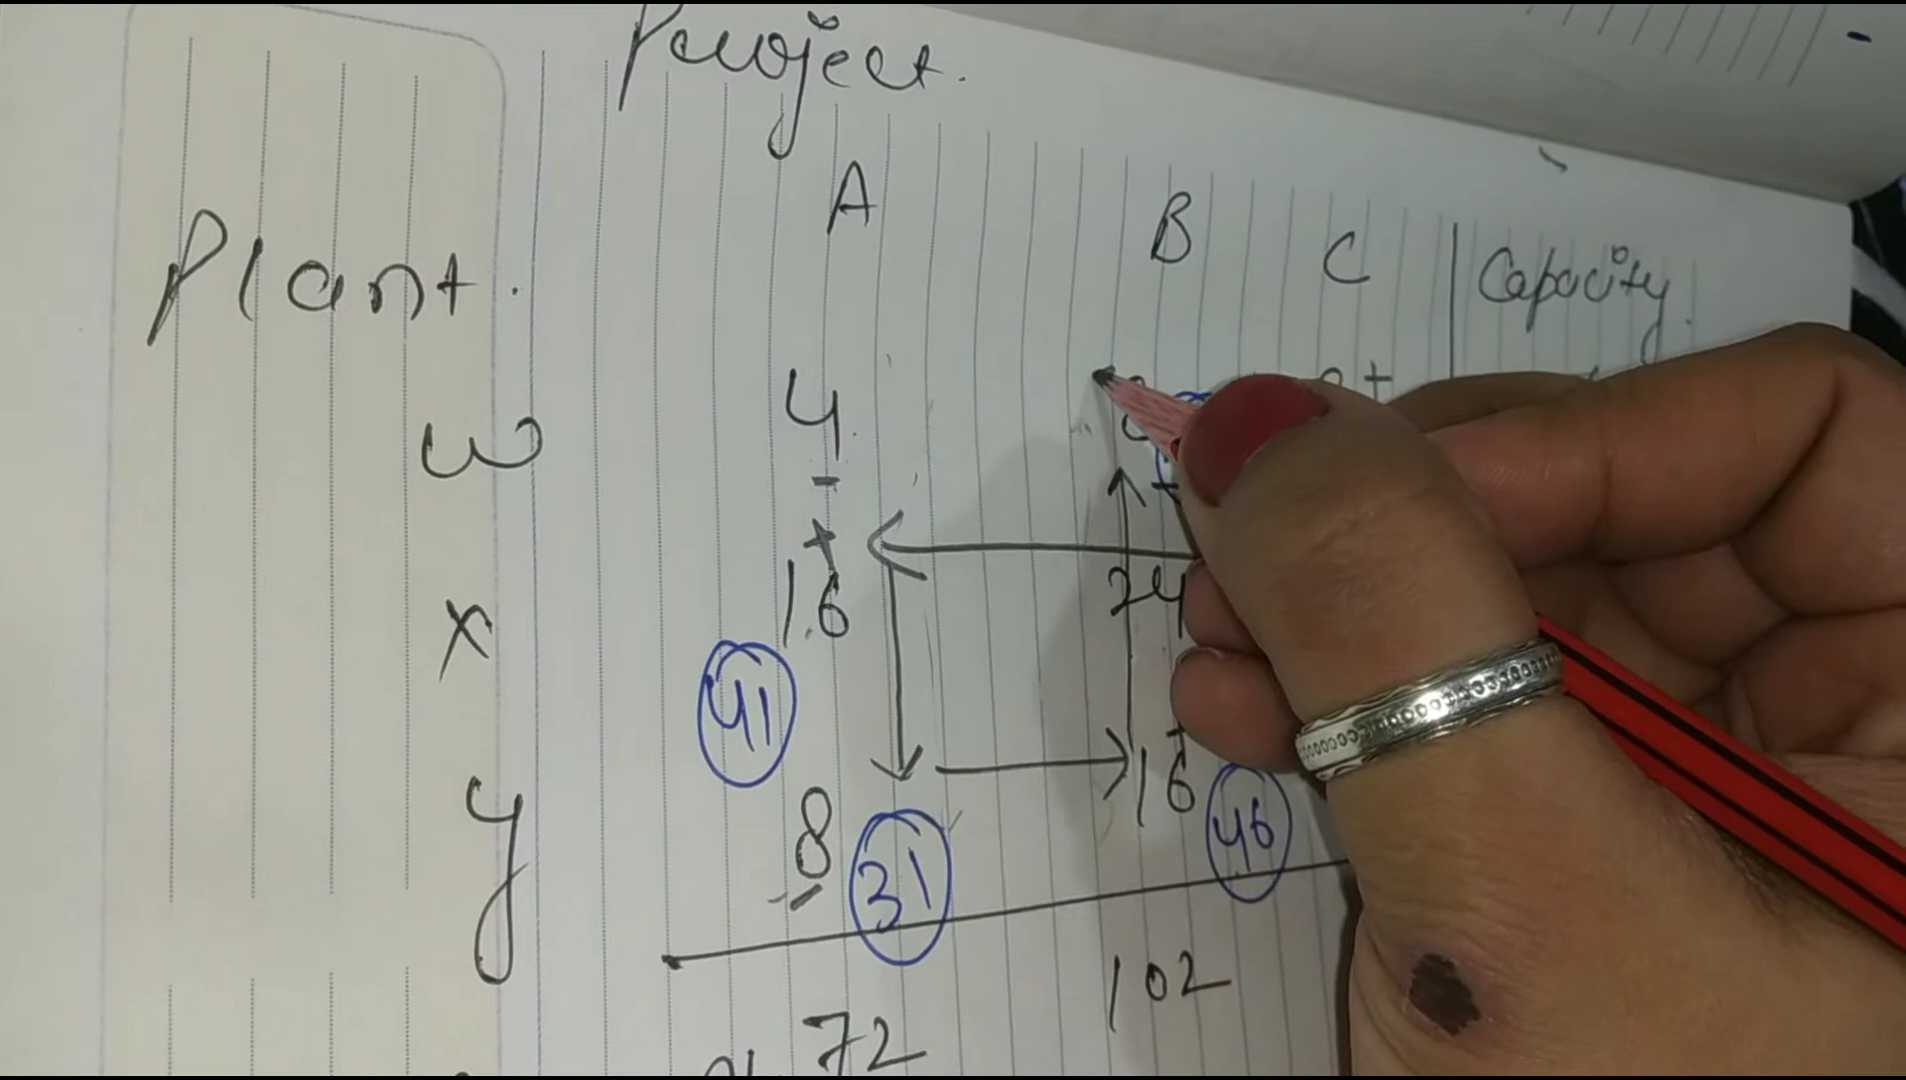 Project.
A B C Capacity.
Plant.
W 4
-
+
X 16 24
41
+
Y 8 16
- 31 46
72 102